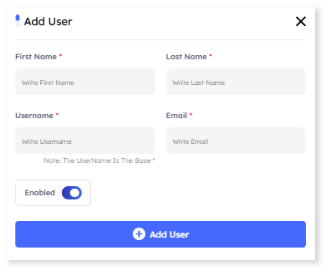 Add User
First Name *
Last Name *
Write First Name
Write Last Name
Username *
Email *
Write Username
Write Email
Note: The UserName Is The Base *
Enabled
Add User